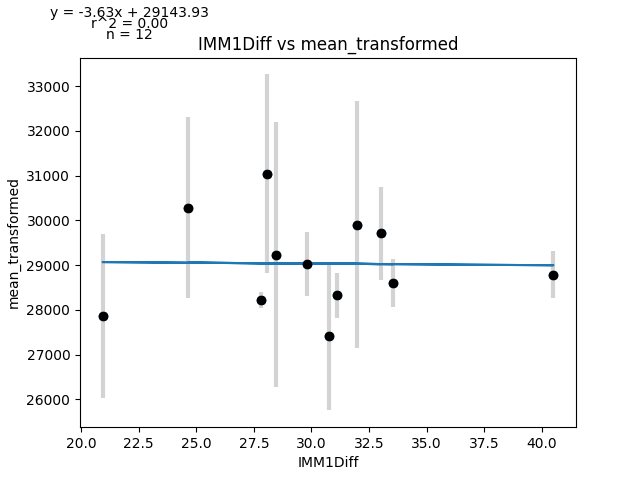 y = -3.63x + 29143.93
r^2 = 0.00
n = 12
IMM1Diff vs mean_transformed
33000
32000
31000
30000
29000
28000
27000
26000
mean_transformed
20.0 22.5 25.0 27.5 30.0 32.5 35.0 37.5 40.0
IMM1Diff